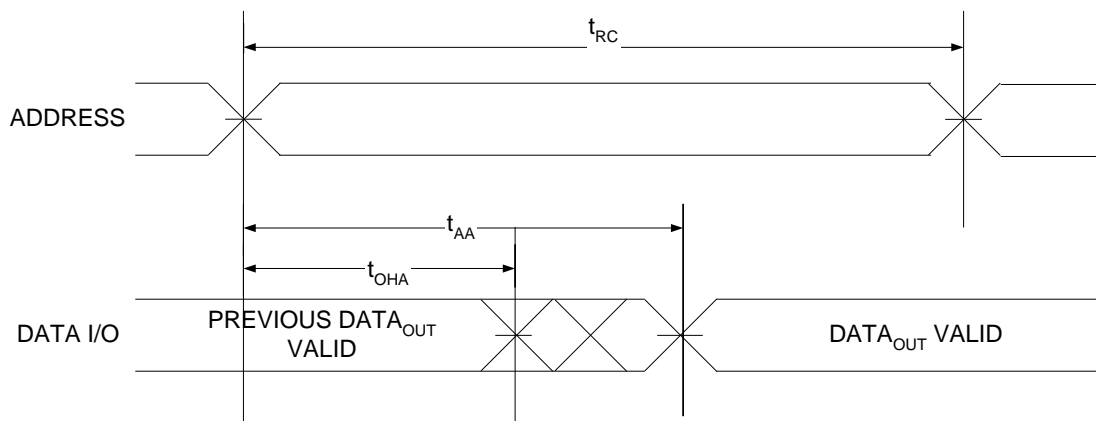 tRC
ADDRESS
tAA
tOHA
DATA I/O
PREVIOUS DATAOUT
VALID
DATAOUT VALID